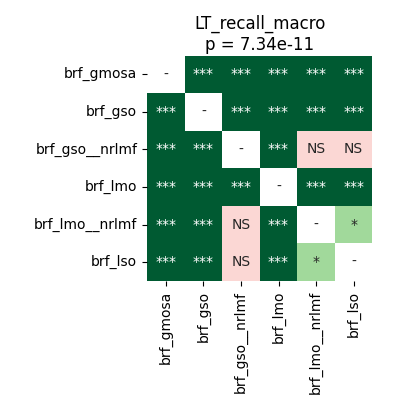 LT_recall_macro
p = 7.34e-11
brf_gmosa - *** *** *** *** ***
brf_gso *** - *** *** *** ***
brf_gso__nrlmf *** *** - *** NS NS
brf_lmo *** *** *** - *** ***
brf_lmo__nrlmf *** *** NS *** - *
brf_lso *** *** NS *** * -
brf_gmosa
brf_gso
brf_gso__nrlmf
brf_lmo
brf_lmo__nrlmf
brf_lso